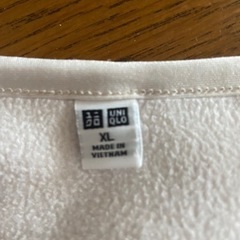 ユニ UNI
クロ QLO
XL
MADE IN
VIETNAM